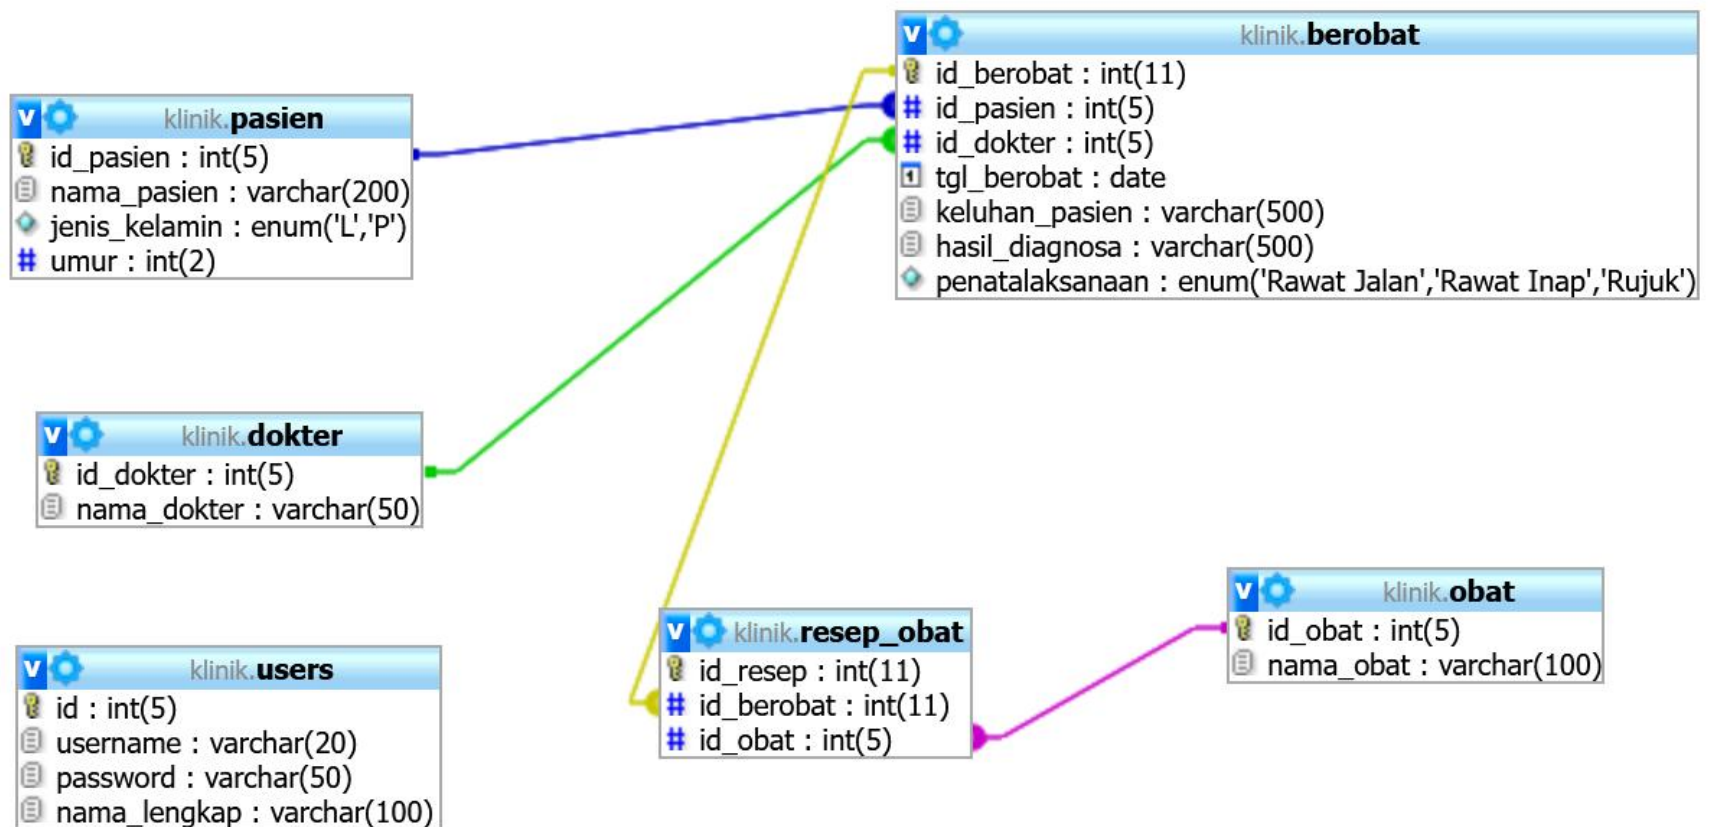 klinik.pasien
id_pasien : int(5)
nama_pasien : varchar(200)
jenis_kelamin : enum('L','P')
umur : int(2)
klinik.berobat
id_berobat : int(11)
id_pasien : int(5)
id_dokter : int(5)
tgl_berobat : date
keluhan_pasien : varchar(500)
hasil_diagnosa : varchar(500)
penatalaksanaan : enum('Rawat Jalan','Rawat Inap','Rujuk')
klinik.dokter
id_dokter : int(5)
nama_dokter : varchar(50)
klinik.users
id : int(5)
username : varchar(20)
password : varchar(50)
nama_lengkap : varchar(100)
klinik.resep_obat
id_resep : int(11)
id_berobat : int(11)
id_obat : int(5)
klinik.obat
id_obat : int(5)
nama_obat : varchar(100)